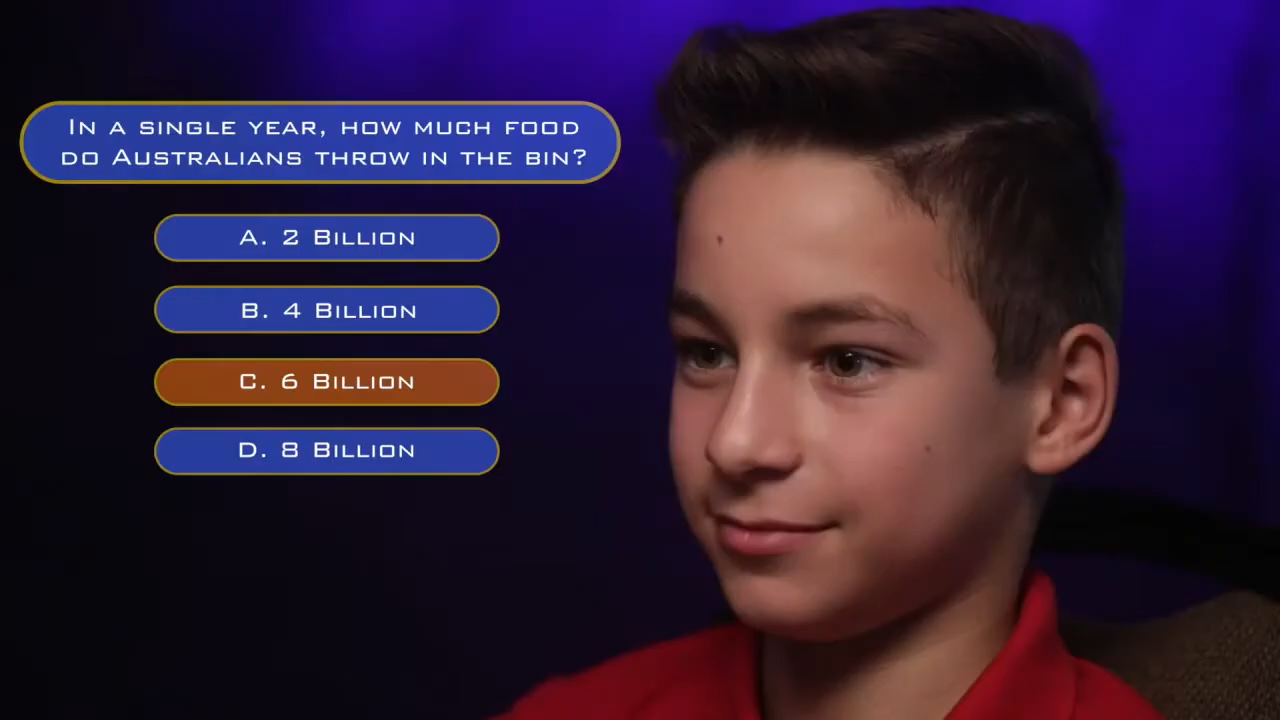 In a single year, how much food
do Australians throw in the bin?
A. 2 Billion
B. 4 Billion
C. 6 Billion
D. 8 Billion